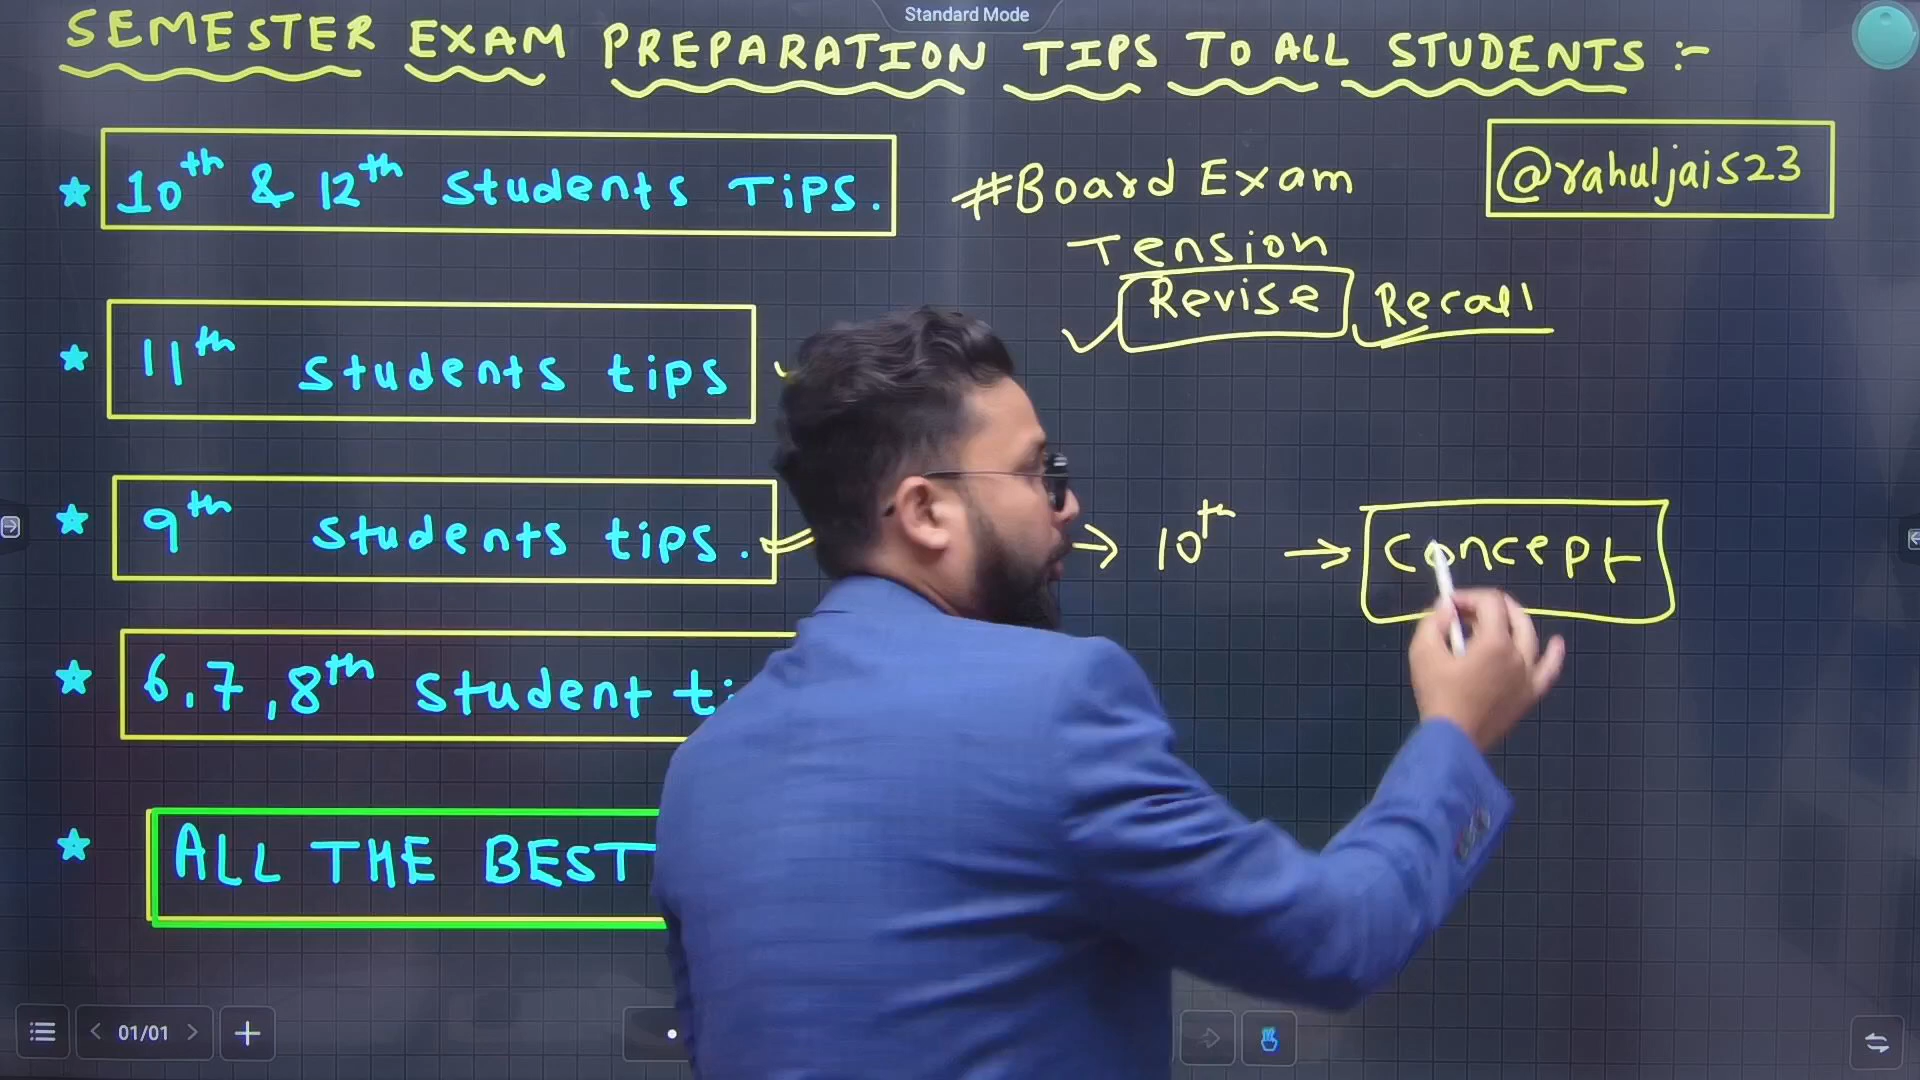 Standard Mode
SEMESTER EXAM PREPARATION TIPS TO ALL STUDENTS :-
10th & 12th Students Tips.
#Board Exam
@rahuljais23
Tension
Revise Recall
11th students tips
9th students tips.
→ 10th → Concept
6,7,8th student ti
ALL THE BEST
01/01